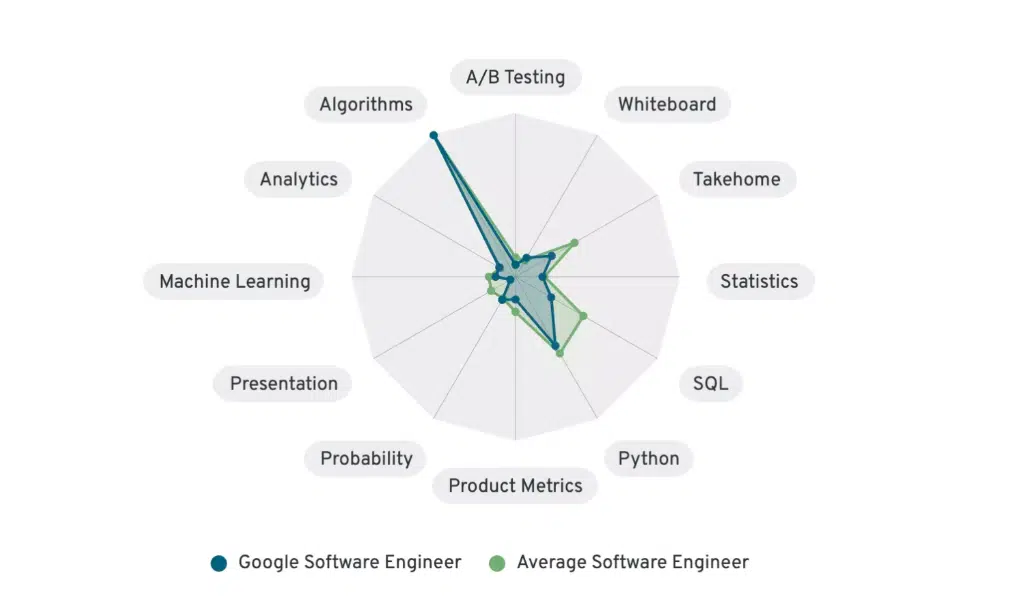 A/B Testing
Algorithms
Whiteboard
Analytics
Takehome
Machine Learning
Statistics
Presentation
SQL
Probability
Python
Product Metrics
Google Software Engineer
Average Software Engineer